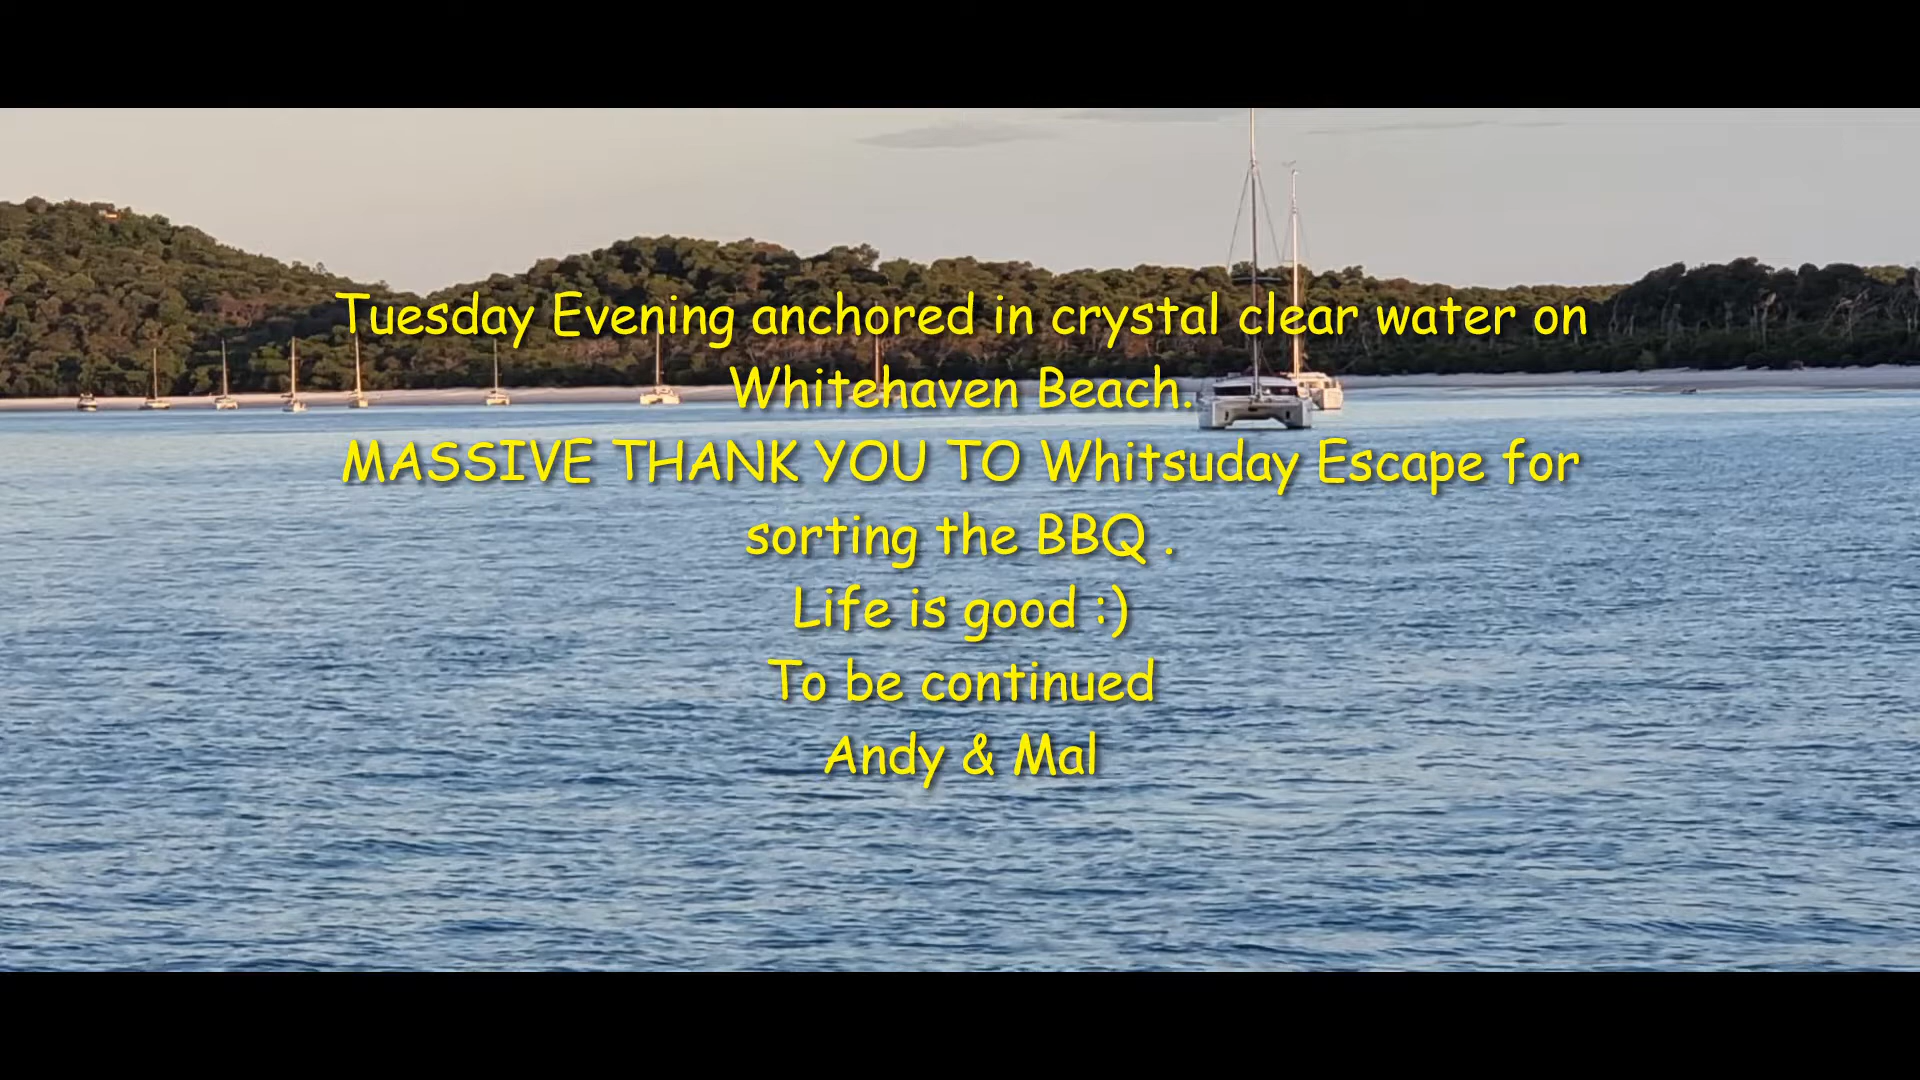 Tuesday Evening anchored in crystal clear water on
Whitehaven Beach.
MASSIVE THANK YOU TO Whitsuday Escape for
sorting the BBQ .
Life is good :)
To be continued
Andy & Mal